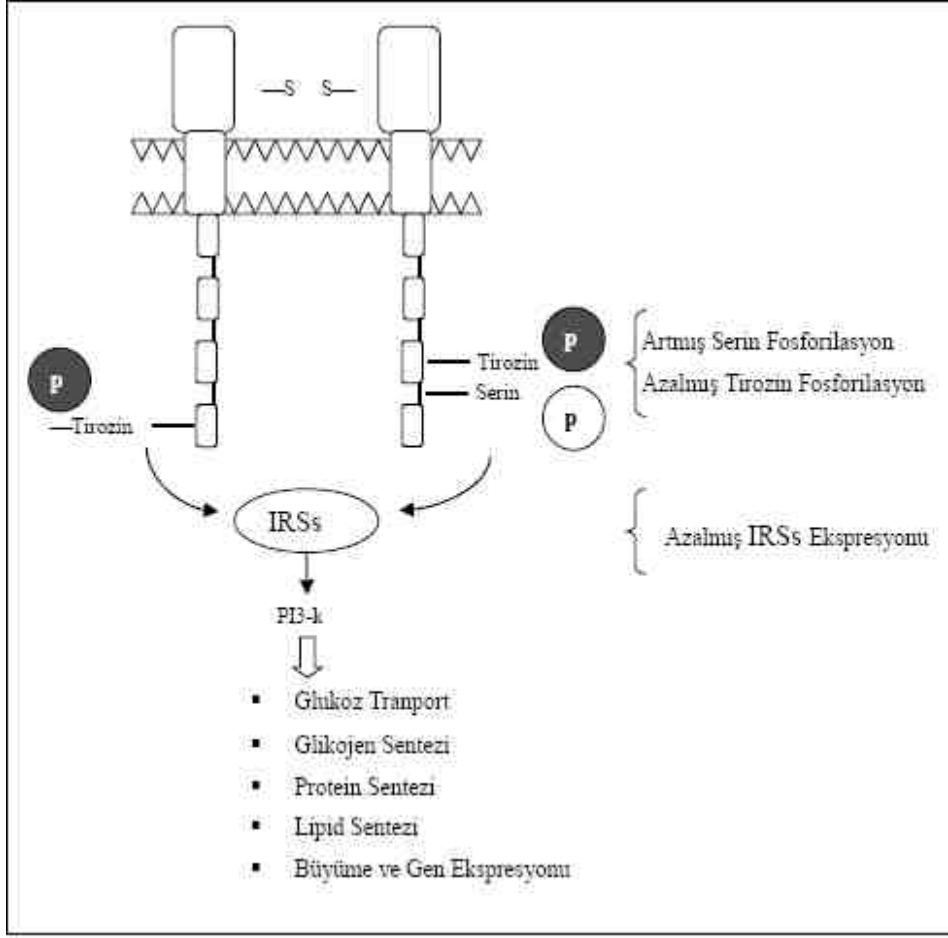 —S S—
p
Tirozin
Serin
p
Artmış Serin Fosforilasyon
Azalmış Tirozin Fosforilasyon
p
—Tirozin
IRSs
Azalmış IRSs Ekspresyonu
PI3-k
▪ Glukoz Tranport
▪ Glikojen Sentezi
▪ Protein Sentezi
▪ Lipid Sentezi
▪ Büyüme ve Gen Ekspresyonu